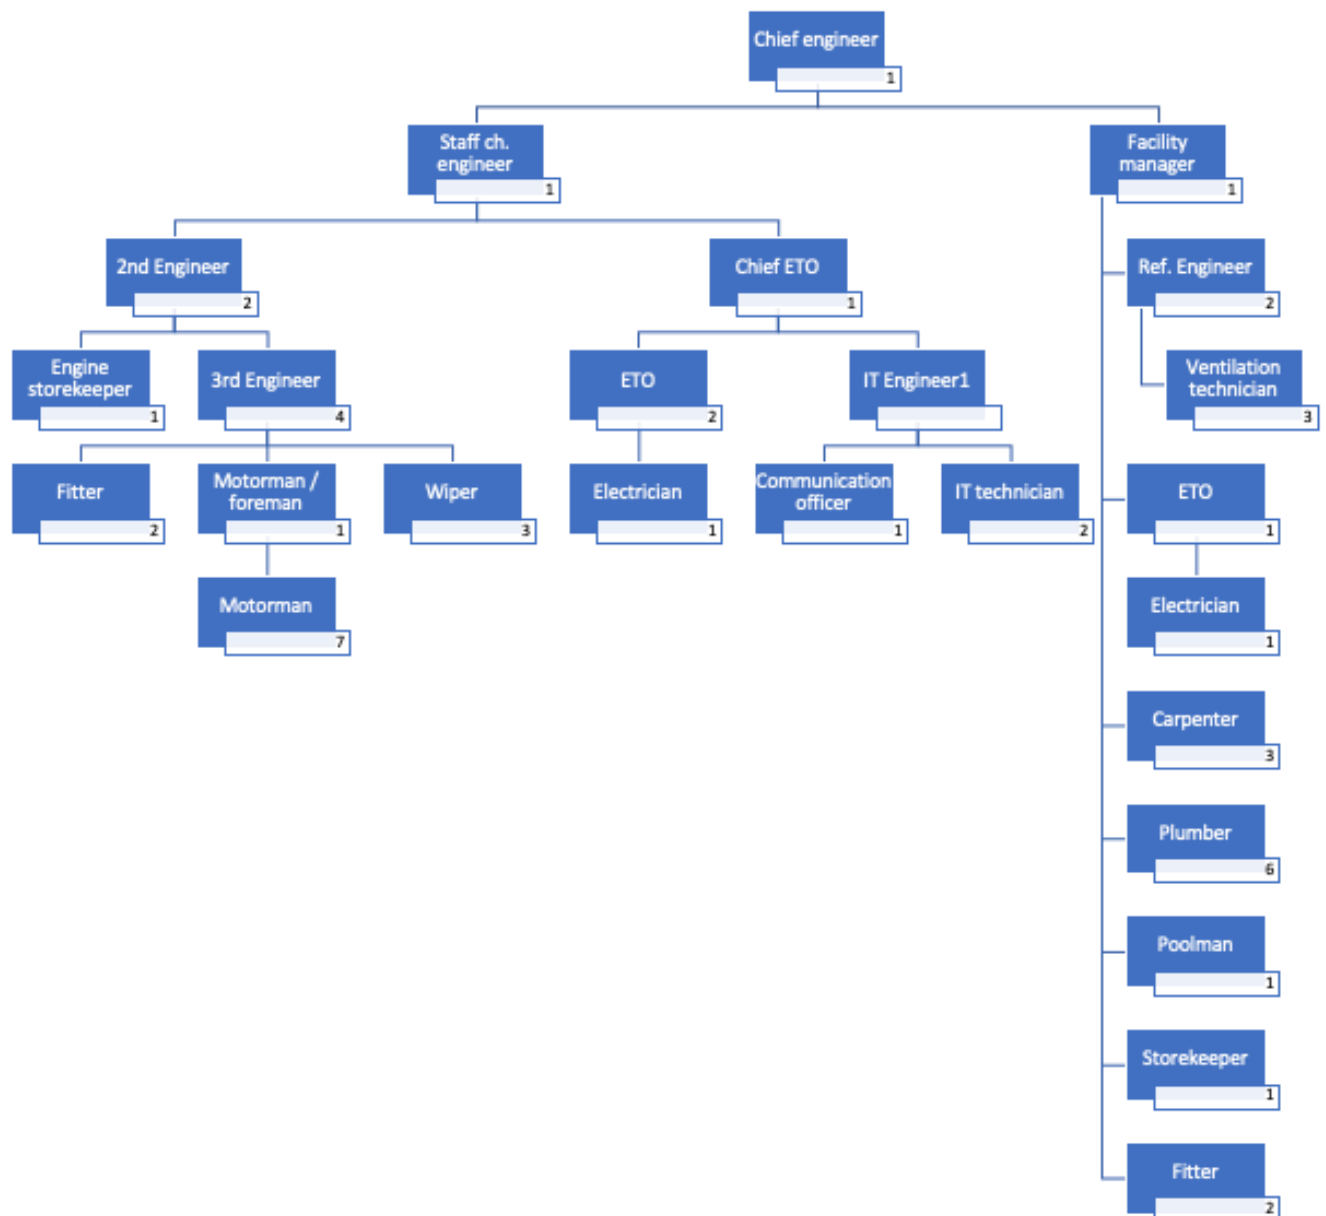 Chief engineer
1
Staff ch.
engineer
1
Facility
manager
1
2nd Engineer
2
Chief ETO
1
Ref. Engineer
2
Engine
storekeeper
1
3rd Engineer
4
ETO
2
IT Engineer1
Ventilation
technician
3
Fitter
2
Motorman /
foreman
1
Wiper
3
Electrician
1
Communication
officer
1
IT technician
2
ETO
1
Motorman
7
Electrician
1
Carpenter
3
Plumber
6
Poolman
1
Storekeeper
1
Fitter
2